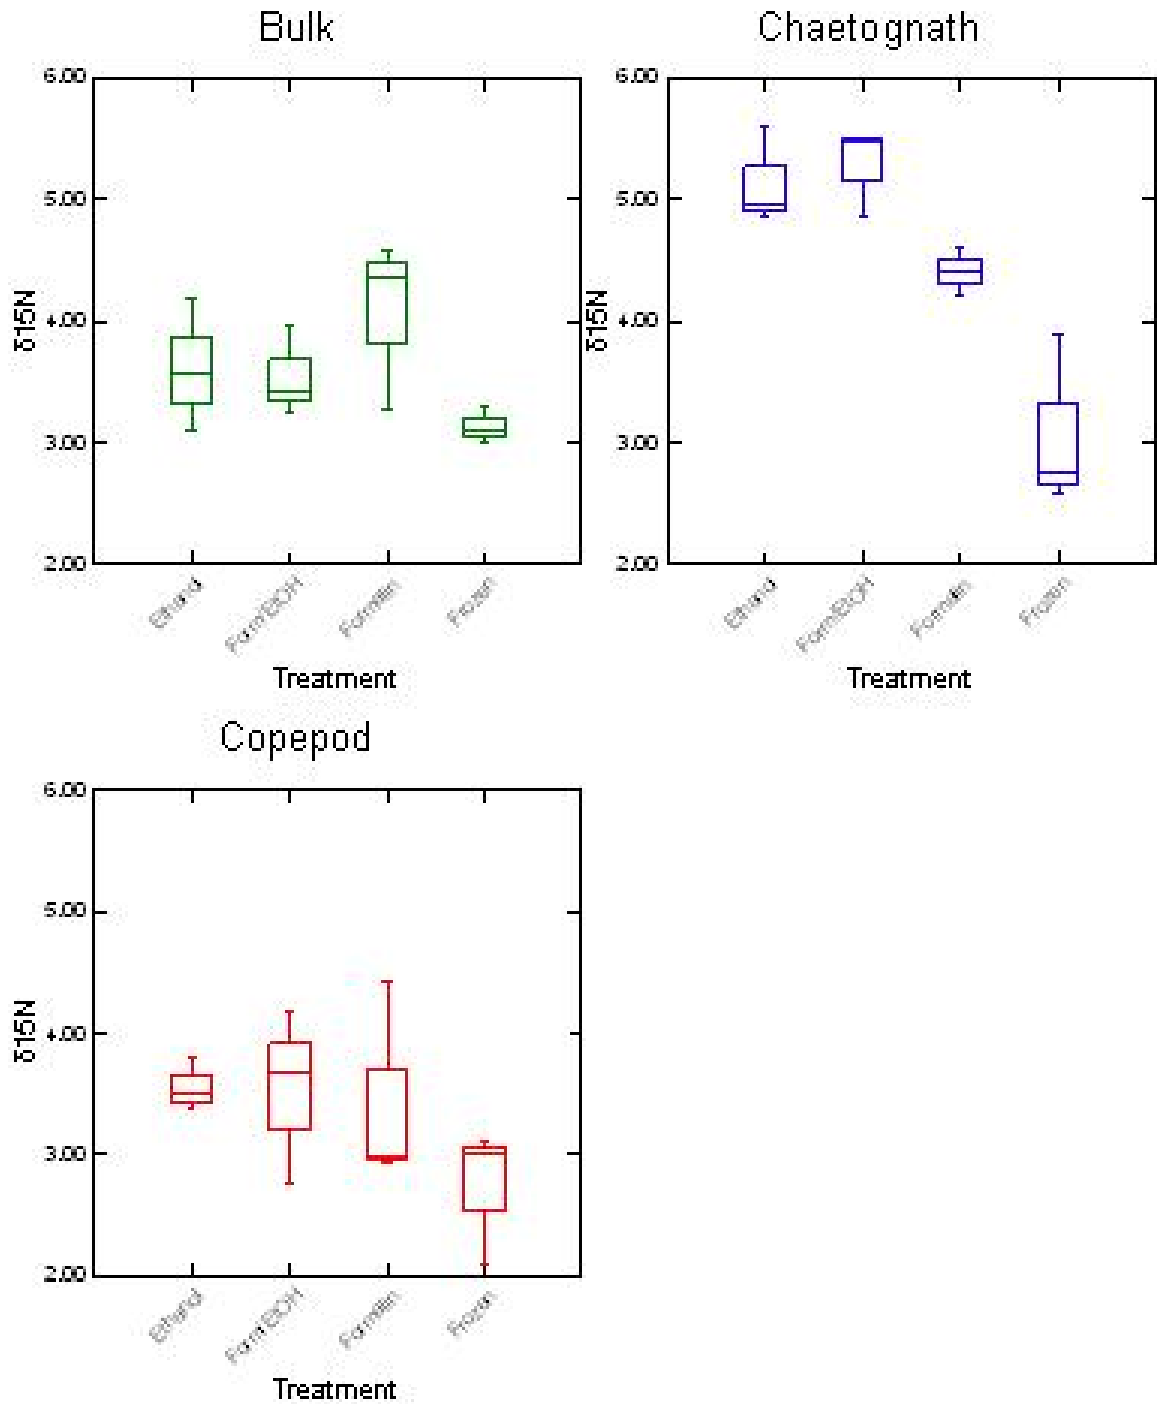 Bulk
6.00
5.00
4.00
3.00
2.00
δ15N
Ethanol
Form'EtOH
Formalin
Frozen
Treatment
Chaetognath
6.00
5.00
4.00
3.00
2.00
δ15N
Ethanol
Form'EtOH
Formalin
Frozen
Treatment
Copepod
6.00
5.00
4.00
3.00
2.00
δ15N
Ethanol
Form'EtOH
Formalin
Frozen
Treatment